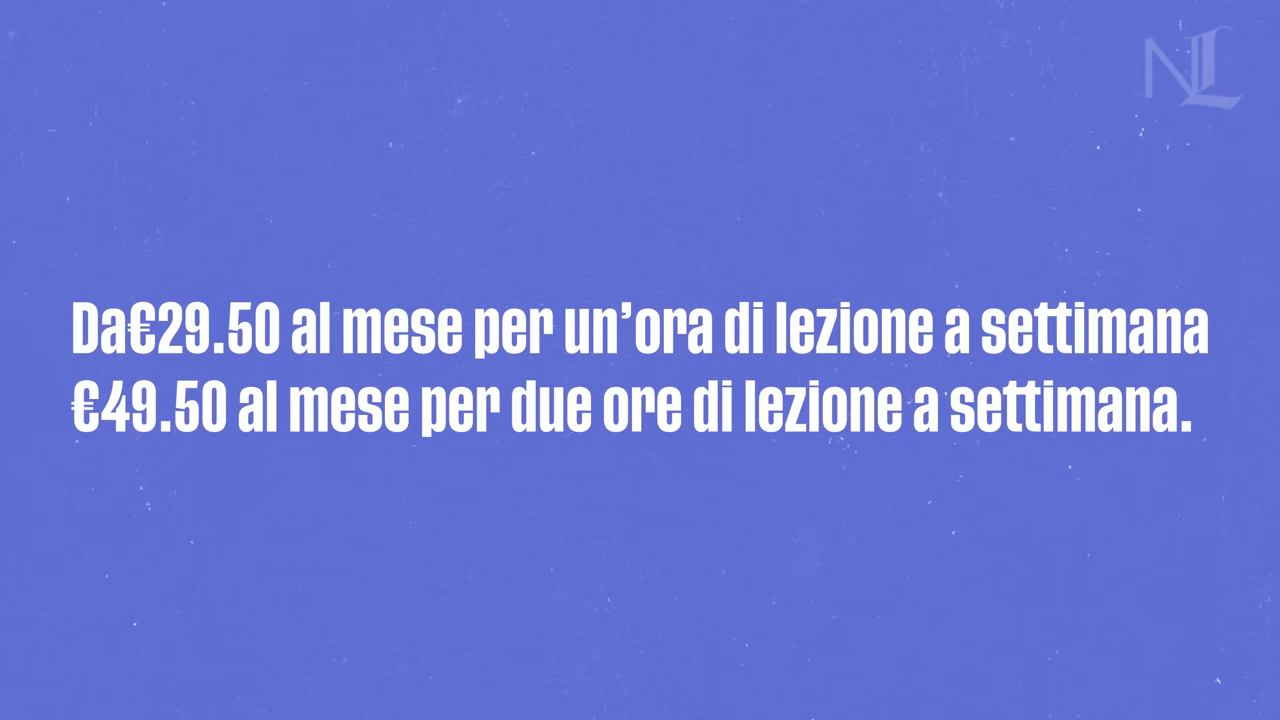 NL
Da€29.50 al mese per un’ora di lezione a settimana
€49.50 al mese per due ore di lezione a settimana.